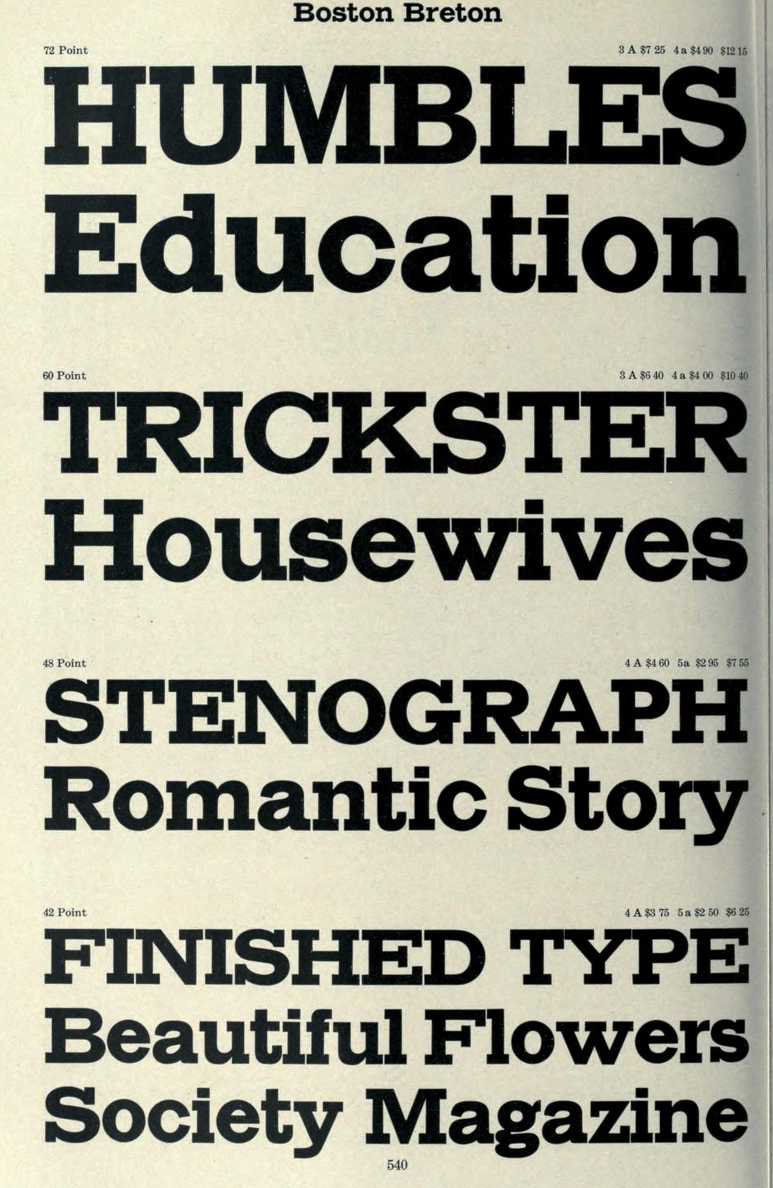 Boston Breton
72 Point 3 A $7 25 4 a $4 90 $12 15
HUMBLES
Education
60 Point 3 A $6 40 4 a $4 00 $10 40
TRICKSTER
Housewives
48 Point 4 A $4 60 5a $2 95 $7 55
STENOGRAPH
Romantic Story
42 Point 4 A $3 75 5 a $2 50 $6 25
FINISHED TYPE
Beautiful Flowers
Society Magazine
540